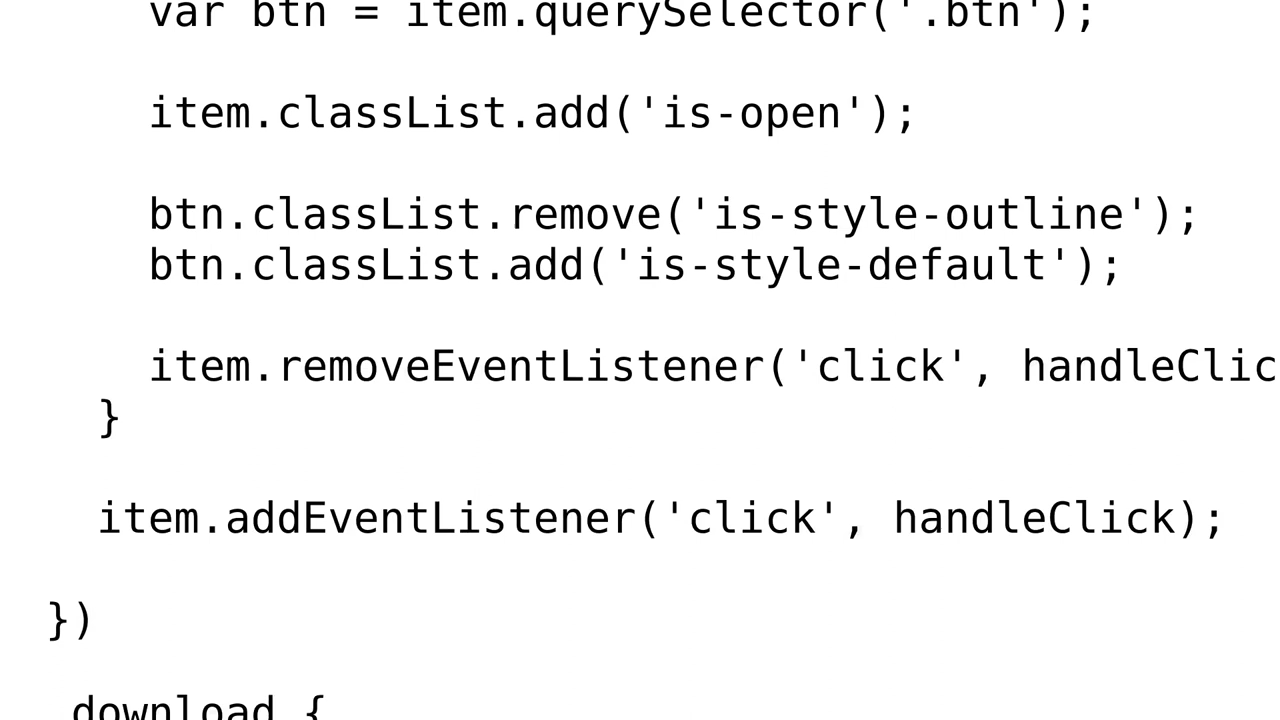 var btn = item.querySelector('.btn');
item.classList.add('is-open');
btn.classList.remove('is-style-outline');
btn.classList.add('is-style-default');
item.removeEventListener('click', handleClic
}
item.addEventListener('click', handleClick);
})
download {